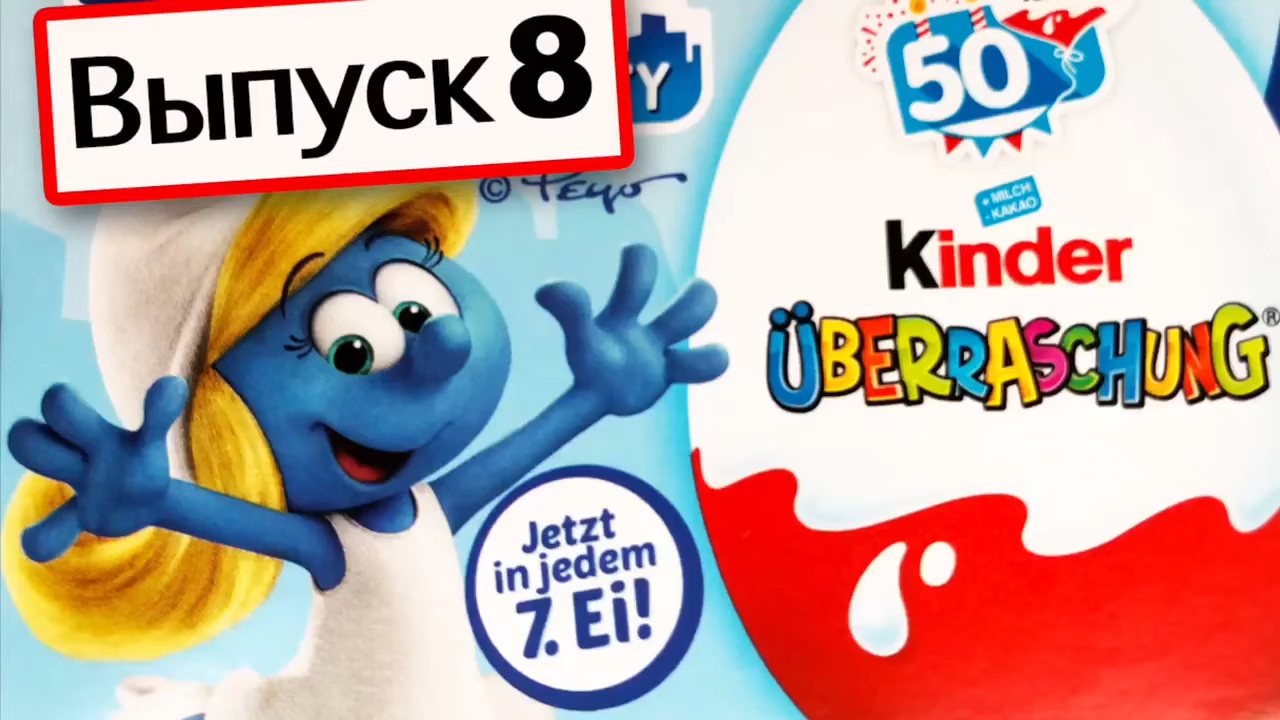 Выпуск 8
© Peyo
50
+ MILCH
- KAKAO
Kinder
ÜBERRASCHUNG®
Jetzt
in jedem
7. Ei!